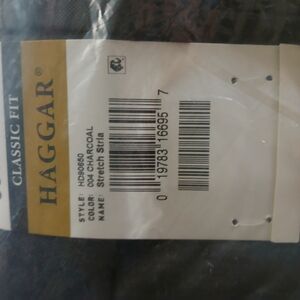 CLASSIC FIT
HAGGAR®
STYLE: HD90650
COLOR: 004 CHARCOAL
NAME: Stretch Stria
0 19783 16695 7